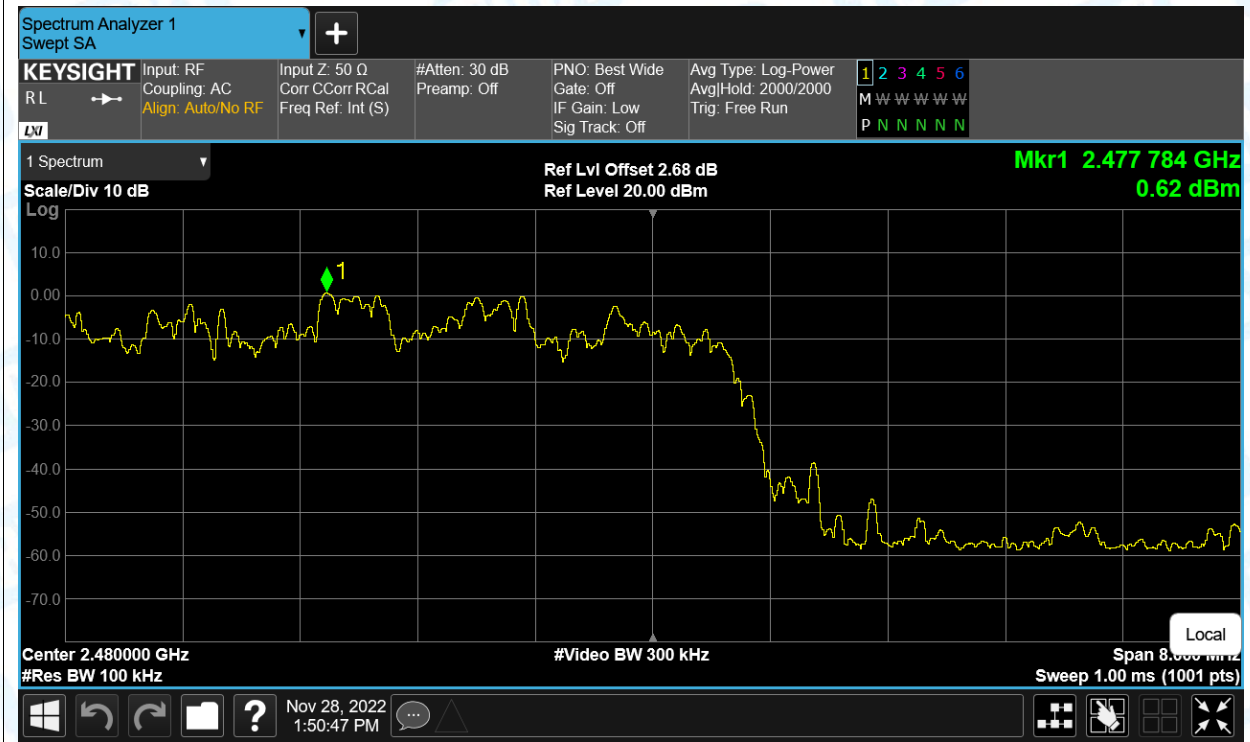 Spectrum Analyzer 1
Swept SA
KEYSIGHT
R L
LXI
Input: RF
Coupling: AC
Align: Auto/No RF
Input Z: 50 Ω
Corr CCorr RCal
Freq Ref: Int (S)
#Atten: 30 dB
Preamp: Off
PNO: Best Wide
Gate: Off
IF Gain: Low
Sig Track: Off
Avg Type: Log-Power
Avg|Hold: 2000/2000
Trig: Free Run
1 2 3 4 5 6
M W W W W W
P N N N N N
1 Spectrum
Scale/Div 10 dB
Log
Ref Lvl Offset 2.68 dB
Ref Level 20.00 dBm
Mkr1 2.477 784 GHz
0.62 dBm
1
10.0
0.00
-10.0
-20.0
-30.0
-40.0
-50.0
-60.0
-70.0
Local
Center 2.480000 GHz
#Res BW 100 kHz
#Video BW 300 kHz
Span 8.000 MHz
Sweep 1.00 ms (1001 pts)
?
Nov 28, 2022
1:50:47 PM